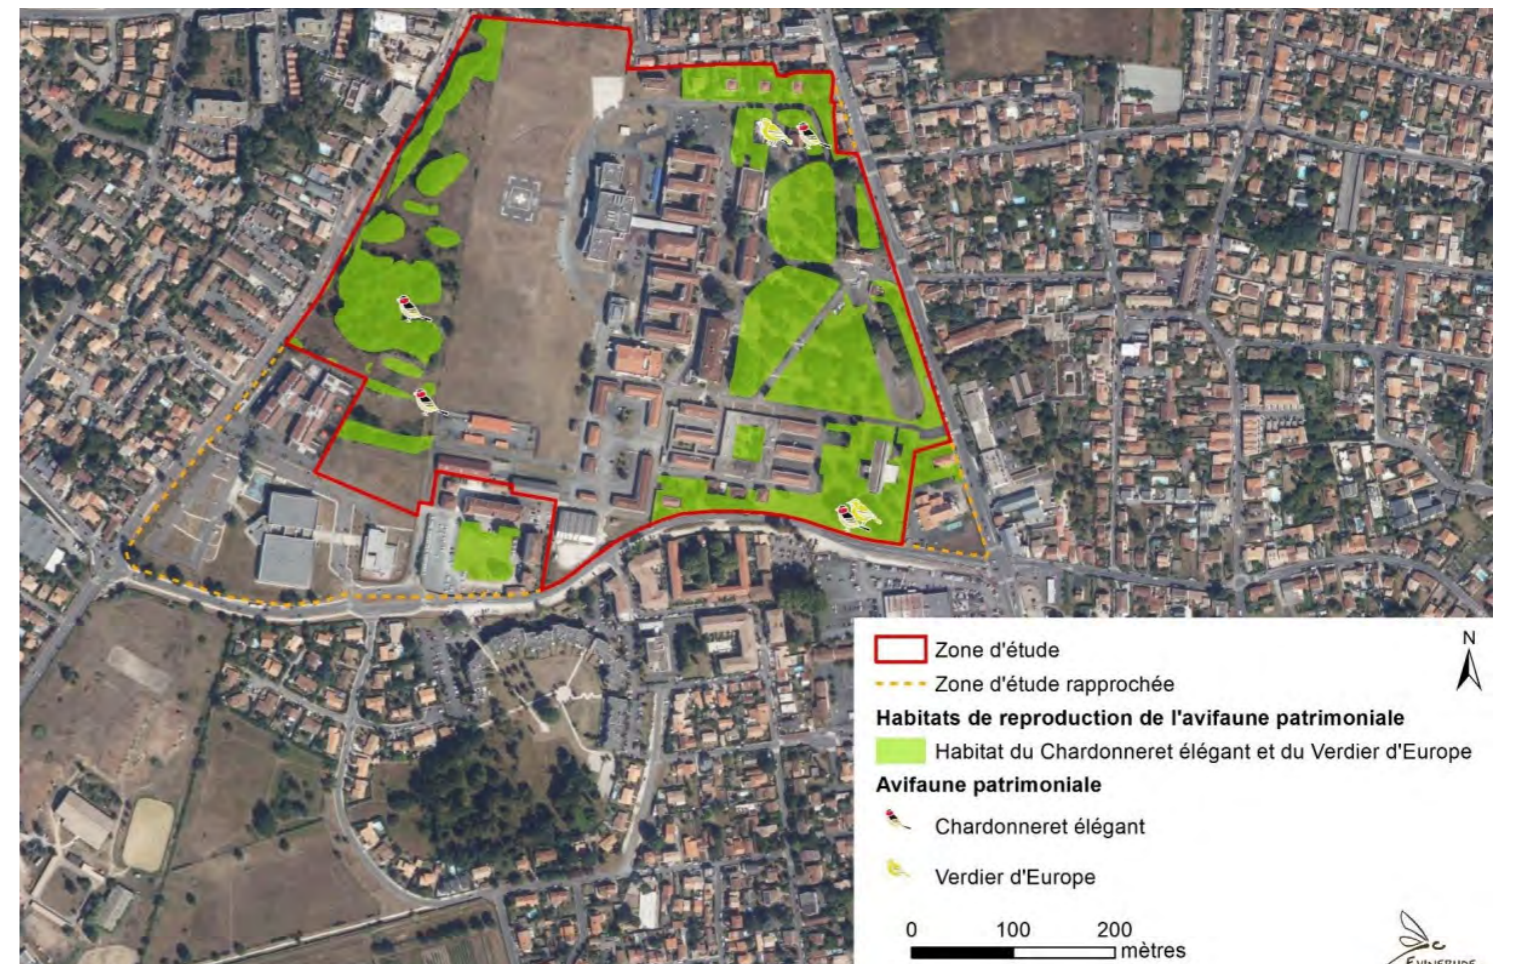 Zone d'étude
N
Zone d'étude rapprochée
Habitats de reproduction de l'avifaune patrimoniale
Habitat du Chardonneret élégant et du Verdier d'Europe
Avifaune patrimoniale
Chardonneret élégant
Verdier d'Europe
0 100 200
mètres